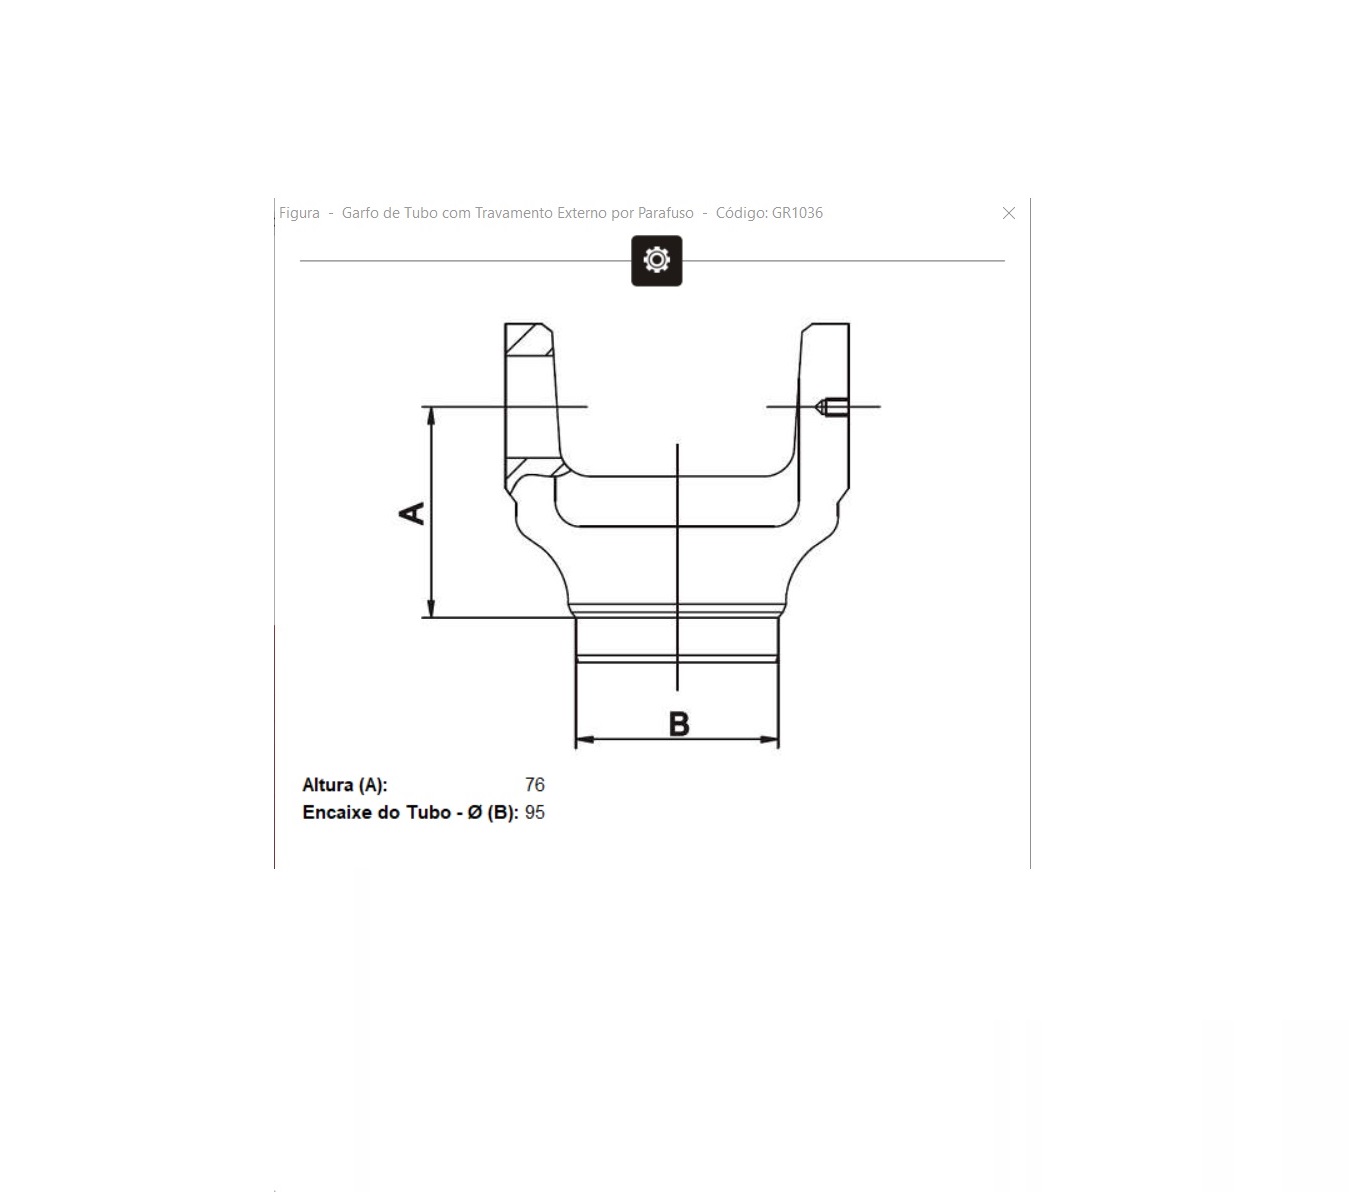 Figura - Garfo de Tubo com Travamento Externo por Parafuso - Código: GR1036
A
B
Altura (A): 76
Encaixe do Tubo - Ø (B): 95